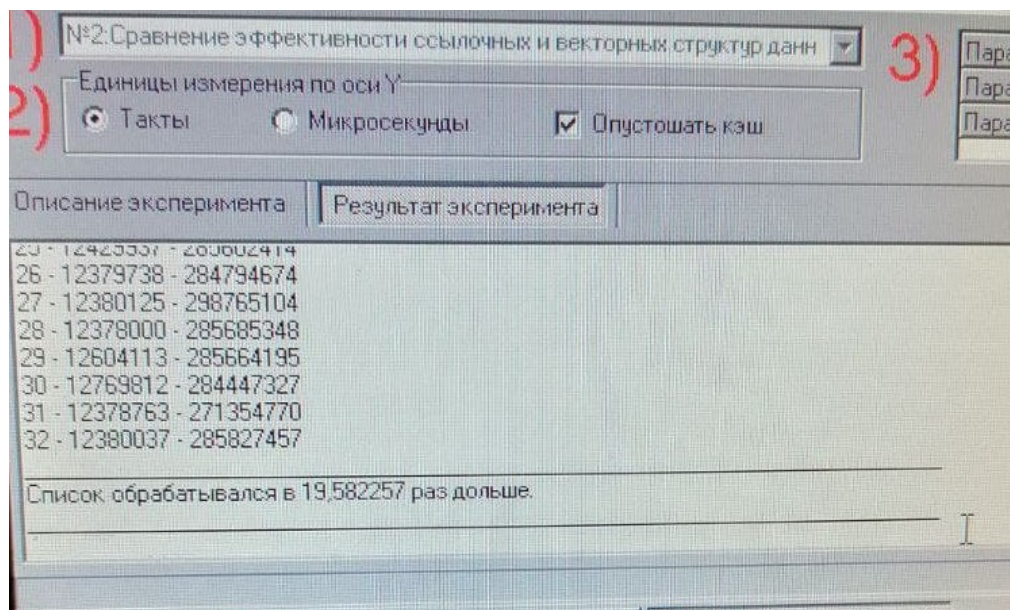 1)
№2:Сравнение эффективности ссылочных и векторных структур данн
3)
Пара
Единицы измерения по оси Y
Пара
2)
Такты
Микросекунды
Опустошать кэш
Пара
Описание эксперимента
Результат эксперимента
26 - 12379738 - 284794674
27 - 12380125 - 298765104
28 - 12378000 - 285685348
29 - 12604113 - 285664195
30 - 12769812 - 284447327
31 - 12378763 - 271354770
32 - 12380037 - 285827457
Список обрабатывался в 19,582257 раз дольше.